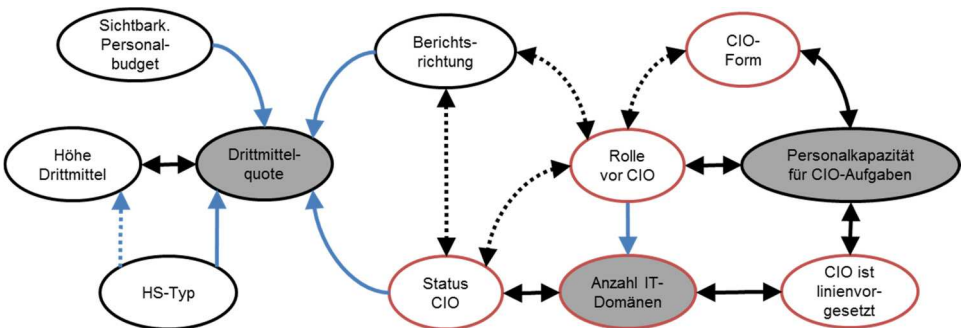 Sichtbark.
Personal-
budget
Berichts-
richtung
CIO-
Form
Höhe
Drittmittel
Drittmittel-
quote
Rolle
vor CIO
Personalkapazität
für CIO-Aufgaben
HS-Typ
Status
CIO
Anzahl IT-
Domänen
CIO ist
linienvor-
gesetzt